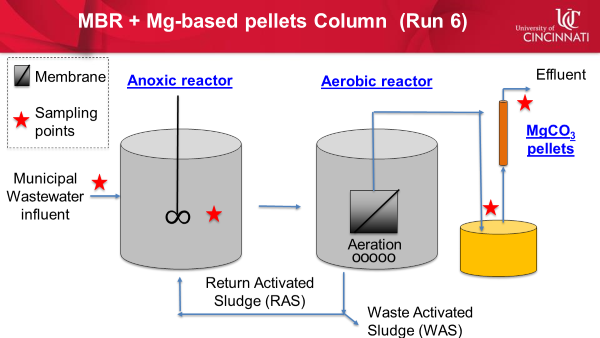 MBR + Mg-based pellets Column (Run 6)
University of
CINCINNATI
Membrane
Sampling
points
Anoxic reactor
Aerobic reactor
Effluent
MgCO3
pellets
Municipal
Wastewater
influent
∞
Aeration
ooooo
Return Activated
Sludge (RAS)
Waste Activated
Sludge (WAS)